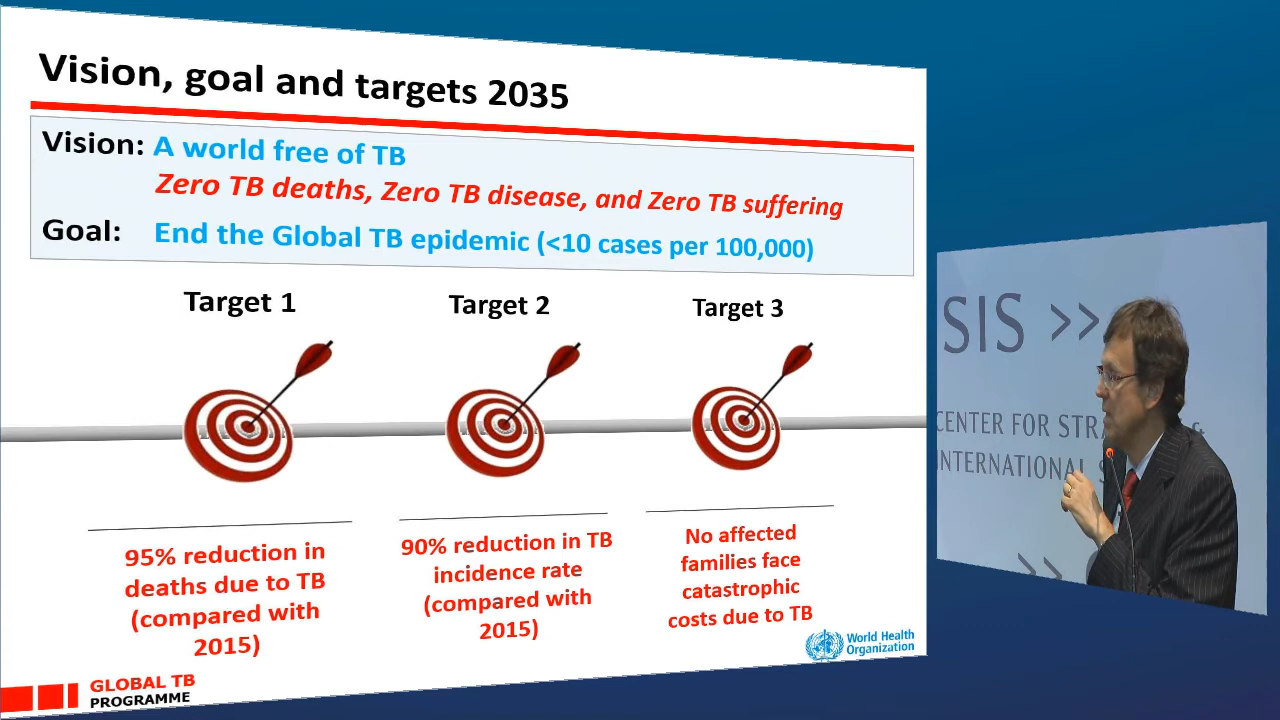 Vision, goal and targets 2035
Vision: A world free of TB
Zero TB deaths, Zero TB disease, and Zero TB suffering
Goal: End the Global TB epidemic (<10 cases per 100,000)
Target 1
95% reduction in
deaths due to TB
(compared with
2015)
Target 2
90% reduction in TB
incidence rate
(compared with
2015)
Target 3
No affected
families face
catastrophic
costs due to TB
World Health
Organization
GLOBAL TB
PROGRAMME
SIS >>
CENTER FOR STRA &
INTERNATIONAL S
>>